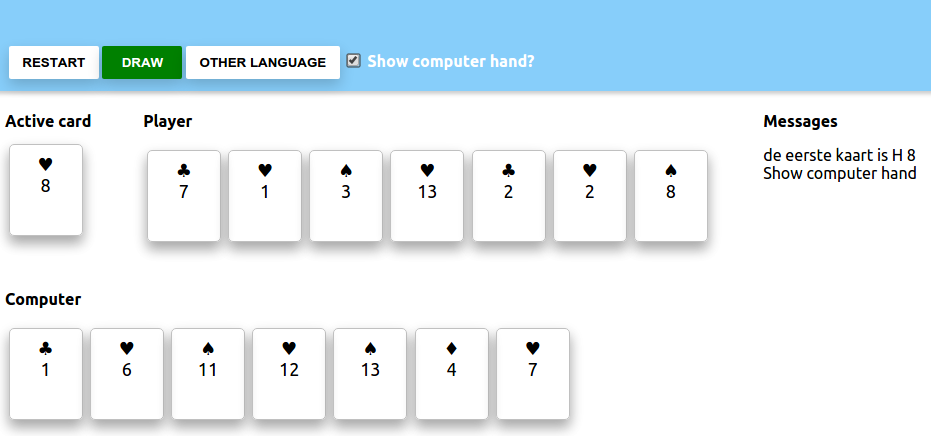 RESTART DRAW OTHER LANGUAGE Show computer hand?
Active card Player Messages
♥ ♣ ♥ ♠ ♥ ♣ ♥ ♠
8 7 1 3 13 2 2 8
de eerste kaart is H 8
Show computer hand
Computer
♣ ♥ ♠ ♥ ♠ ♦ ♥
1 6 11 12 13 4 7